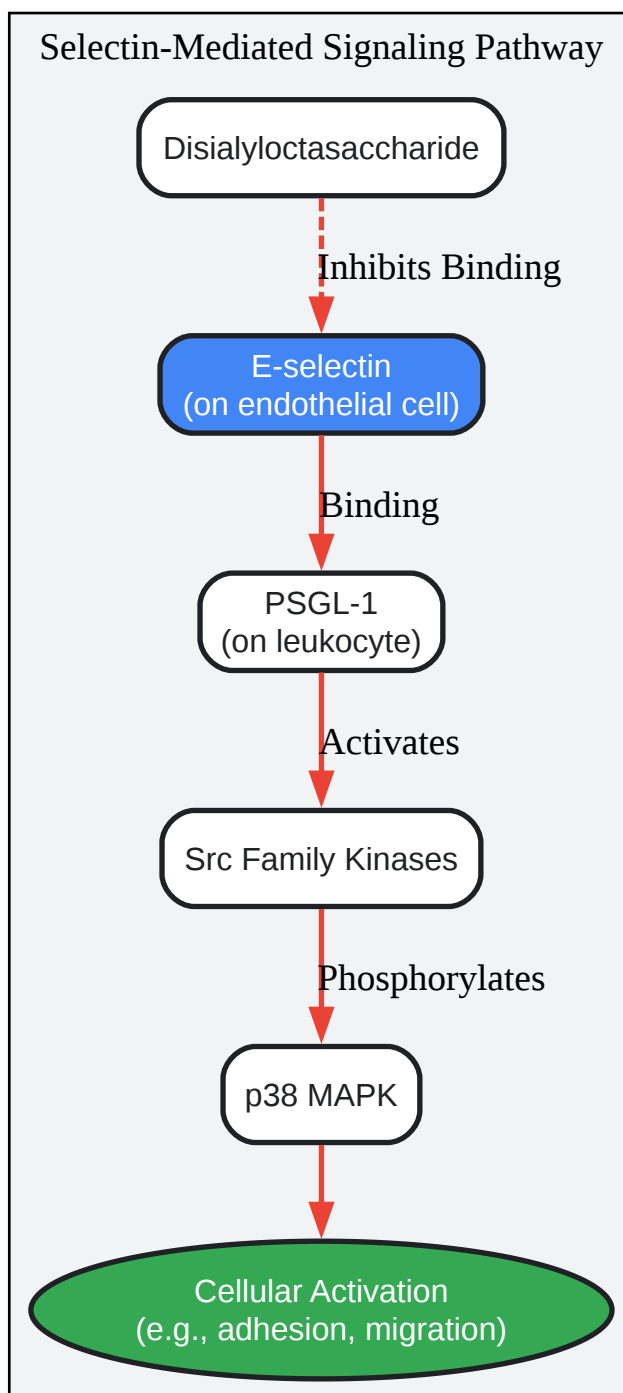 Selectin-Mediated Signaling Pathway
Disialyloctasaccharide
Inhibits Binding
E-selectin
(on endothelial cell)
Binding
PSGL-1
(on leukocyte)
Activates
Src Family Kinases
Phosphorylates
p38 MAPK
Cellular Activation
(e.g., adhesion, migration)